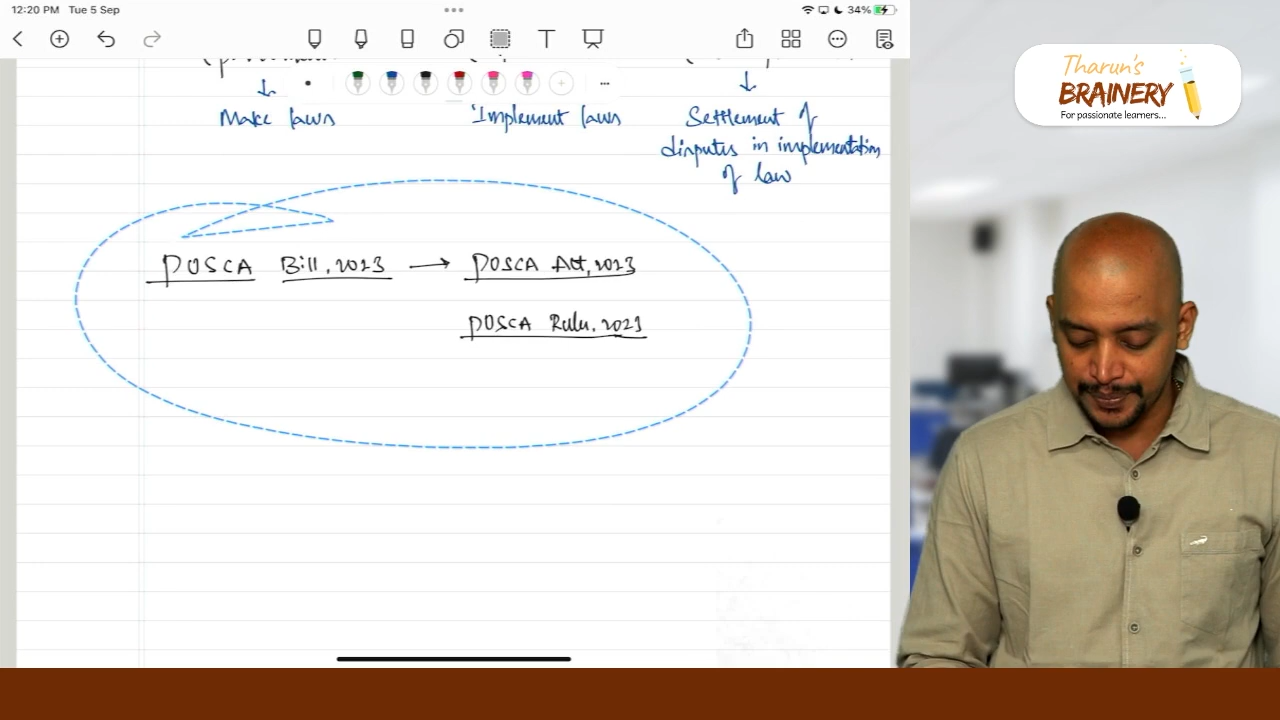 12:20 PM Tue 5 Sep
34%
Tharun's
BRAINERY
For passionate learners...
Make laws
Implement laws
Settlement of
disputes in implementation
of law
POSCA Bill, 2023 → POSCA Act, 2023
POSCA Rules, 2023